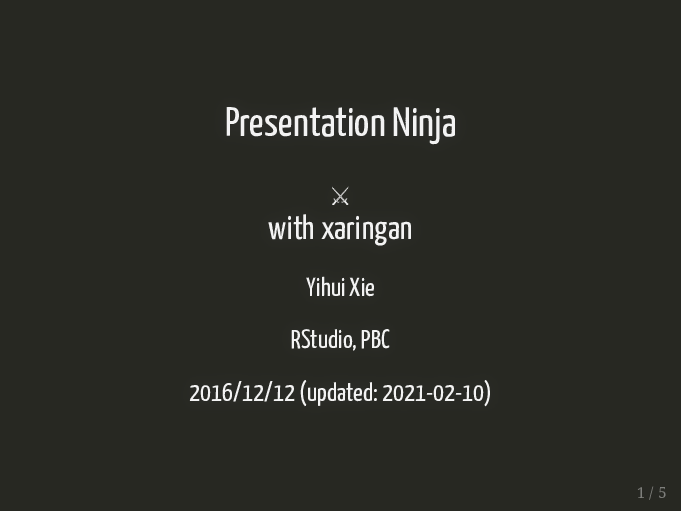 Presentation Ninja
⚔
with xaringan
Yihui Xie
RStudio, PBC
2016/12/12 (updated: 2021-02-10)
1 / 5